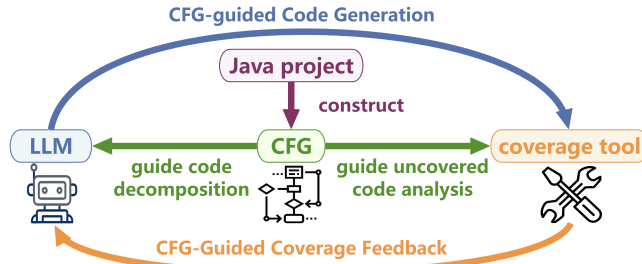 CFG-guided Code Generation
Java project
construct
LLM
CFG
coverage tool
guide code
decomposition
guide uncovered
code analysis
CFG-Guided Coverage Feedback